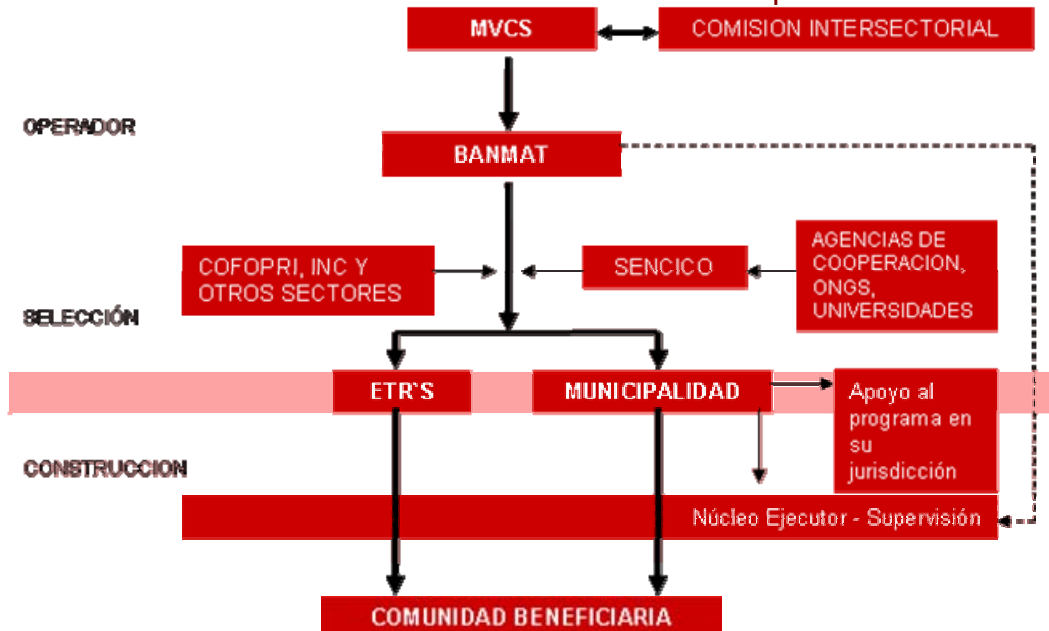 MVCS
COMISION INTERSECTORIAL
OPERADOR
BANMAT
COFOPRI, INC Y
OTROS SECTORES
SENCICO
AGENCIAS DE
COOPERACION,
ONGS,
UNIVERSIDADES
SELECCIÓN
ETR`S
MUNICIPALIDAD
Apoyo al
programa en
su
jurisdicción
CONSTRUCCION
Núcleo Ejecutor - Supervisión
COMUNIDAD BENEFICIARIA